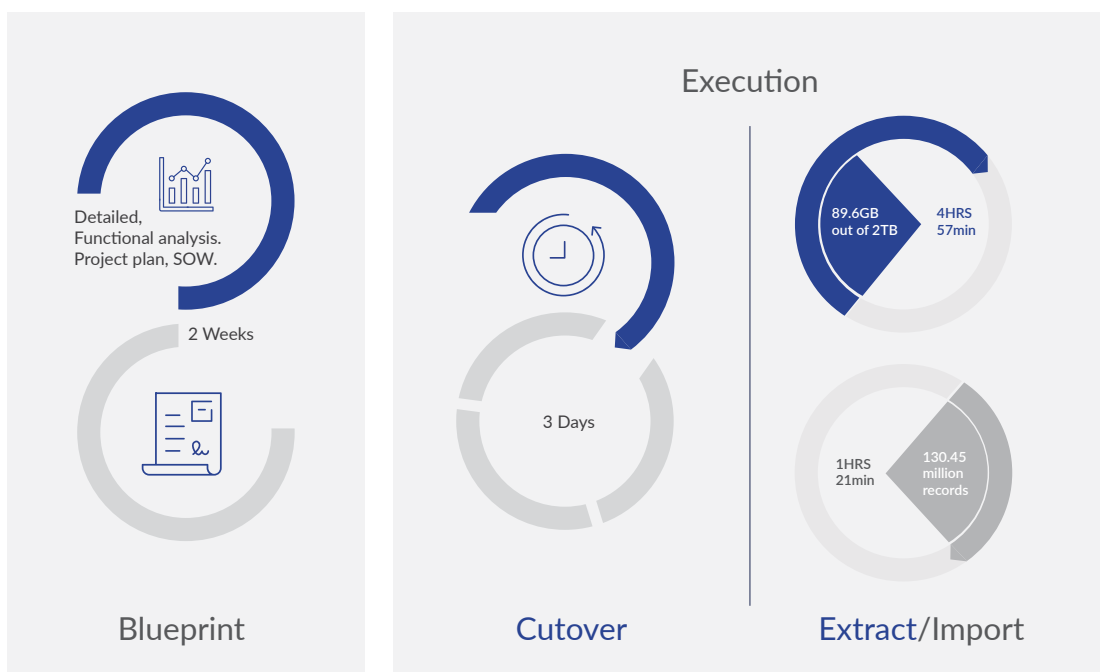 Detailed,
Functional analysis.
Project plan, SOW.
2 Weeks
Blueprint
Execution
3 Days
Cutover
89.6GB
out of 2TB
4HRS
57min
1HRS
21min
130.45
million
records
Extract/Import